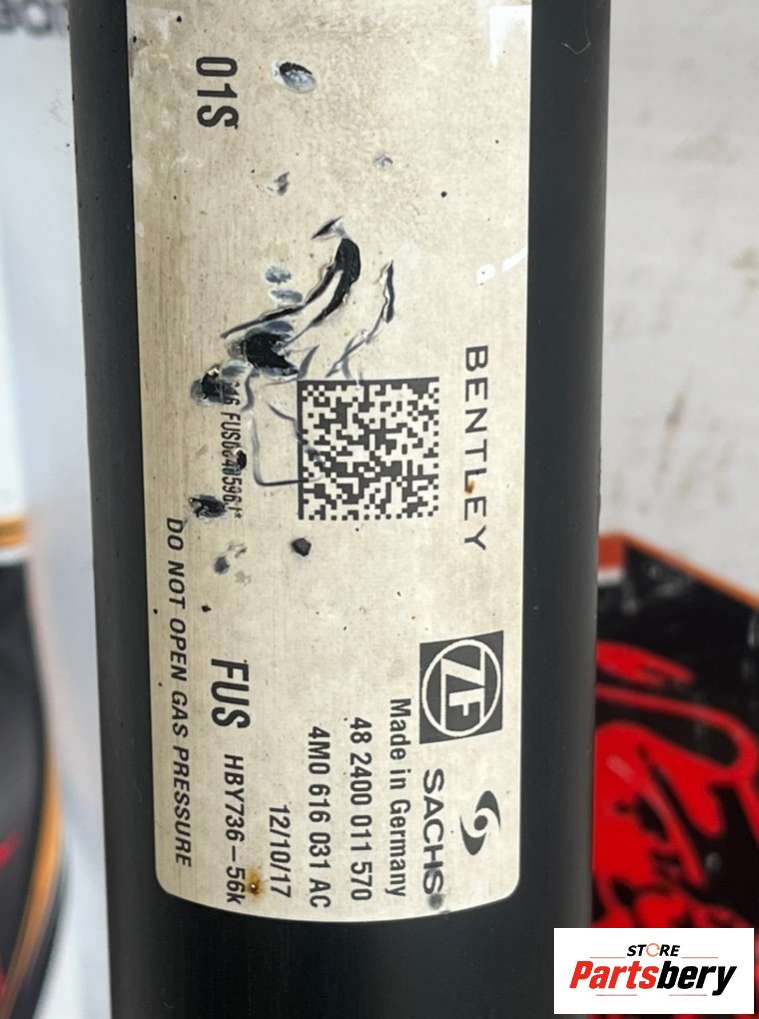 BENTLEY
ZF
SACHS
Made in Germany
48 2400 011 570
4M0 616 031 AC
12/10/17
FUS HBY736-56k
01S
DO NOT OPEN GAS PRESSURE
STORE
Partsbery